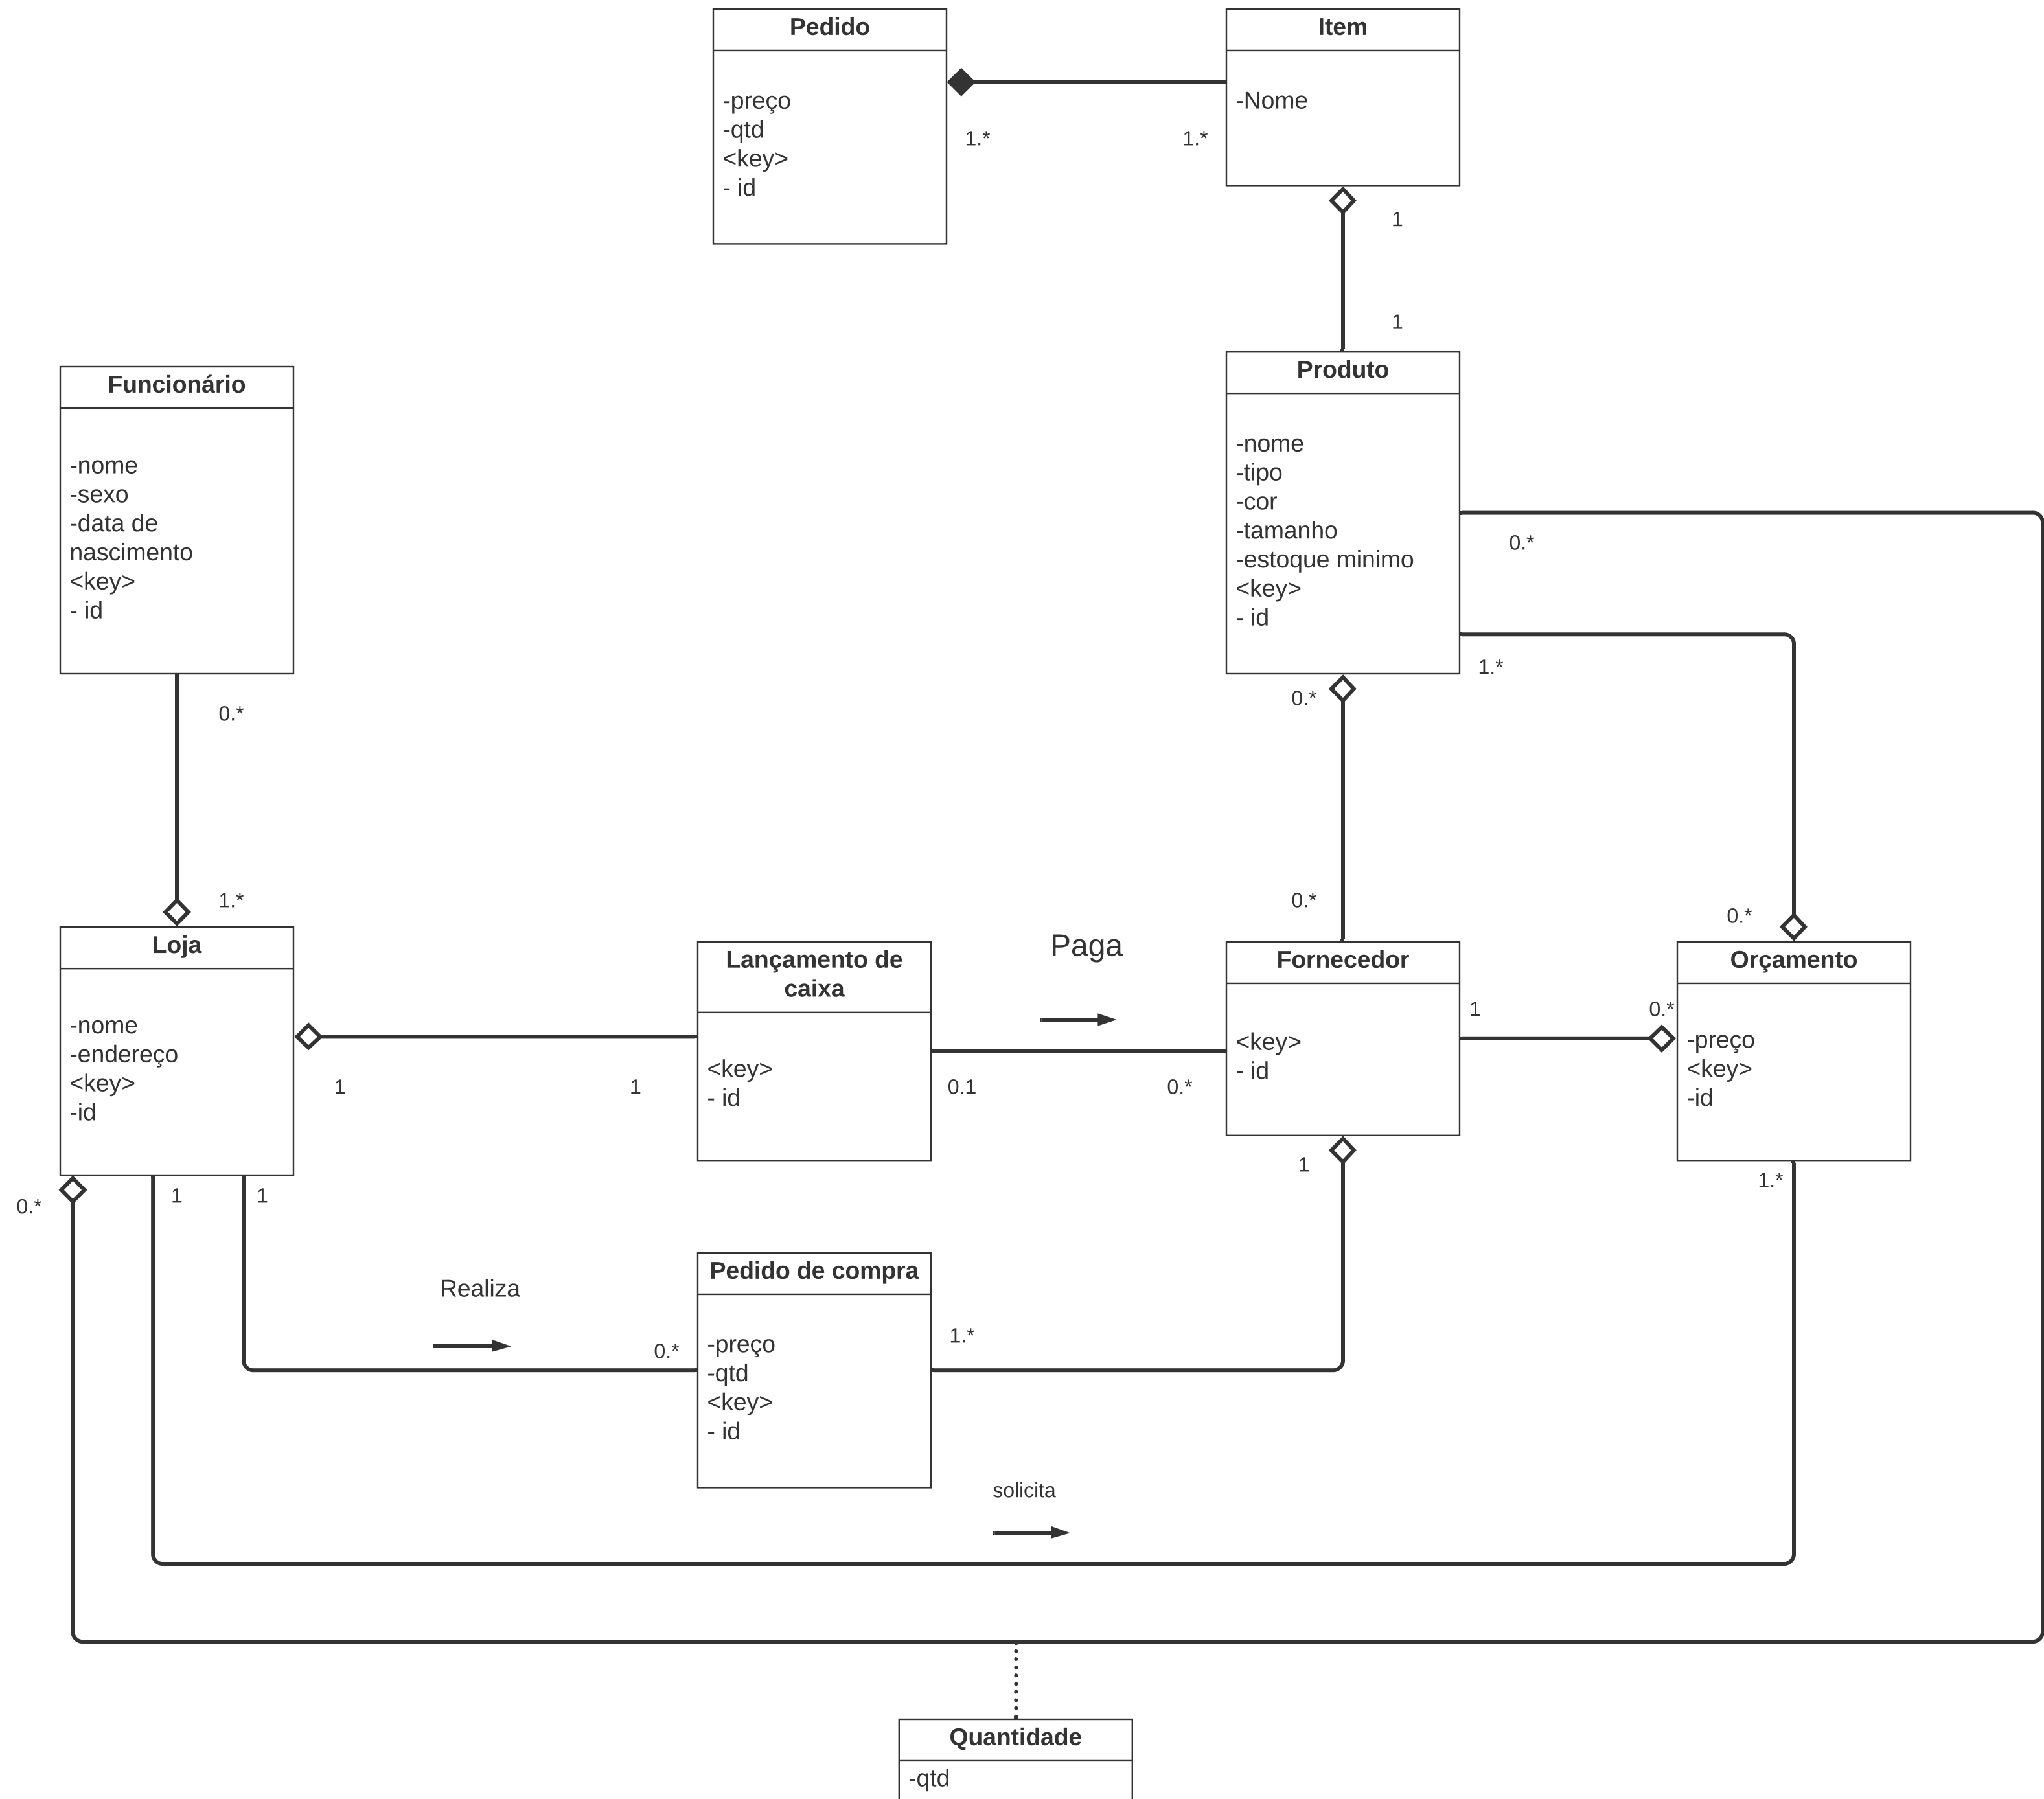 Pedido
-preço
-qtd
<key>
- id
1.*
1.*
Item
-Nome
1
1
Produto
-nome
-tipo
-cor
-tamanho
-estoque minimo
<key>
- id
0.*
1.*
0.*
0.*
0.*
Funcionário
-nome
-sexo
-data de
nascimento
<key>
- id
0.*
1.*
Loja
-nome
-endereço
<key>
-id
1
1
Lançamento de
caixa
<key>
- id
Paga
0.1
0.*
Fornecedor
<key>
- id
1
0.*
Orçamento
-preço
<key>
-id
0.*
1
1
1
1.*
Realiza
0.*
Pedido de compra
-preço
-qtd
<key>
- id
1.*
solicita
Quantidade
-qtd